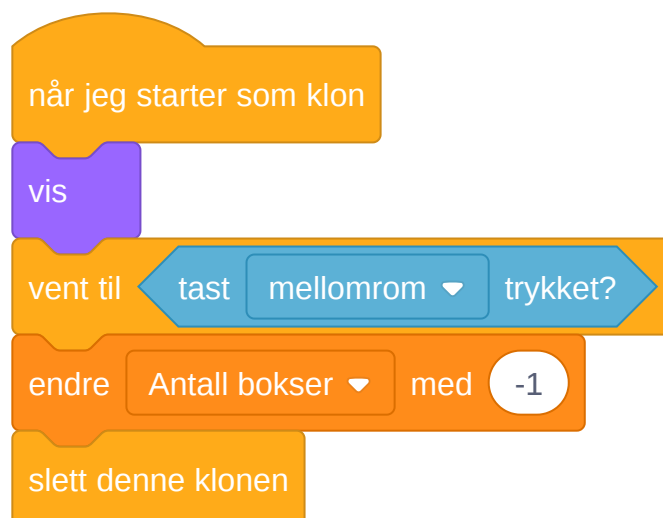 når jeg starter som klon
vis
vent til tast mellomrom trykket?
endre Antall bokser med -1
slett denne klonen